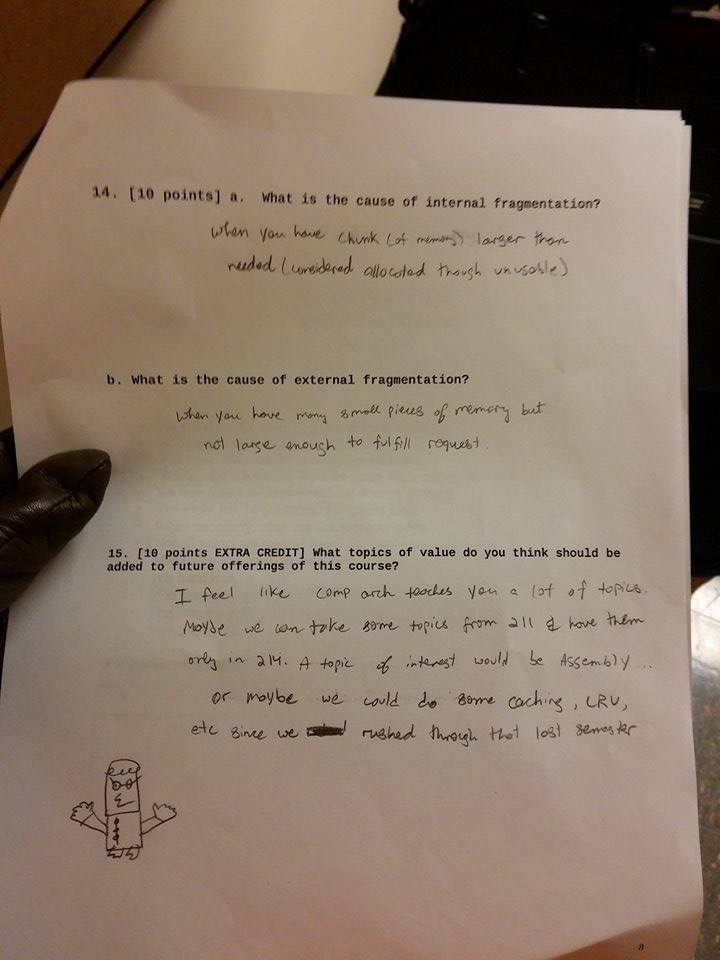 14. [10 points] a. What is the cause of internal fragmentation?
When you have chunk (of memory) larger than
needed (considered allocated though unusable)
b. What is the cause of external fragmentation?
When you have many small pieces of memory but
not large enough to fulfill request.
15. [10 points EXTRA CREDIT] What topics of value do you think should be
added to future offerings of this course?
I feel like comp arch teaches you a lot of topics.
Maybe we can take some topics from 211 & have them
only in 214. A topic of interest would be Assembly..
or maybe we could do some caching, LRU,
etc since we rushed through that last semester
8